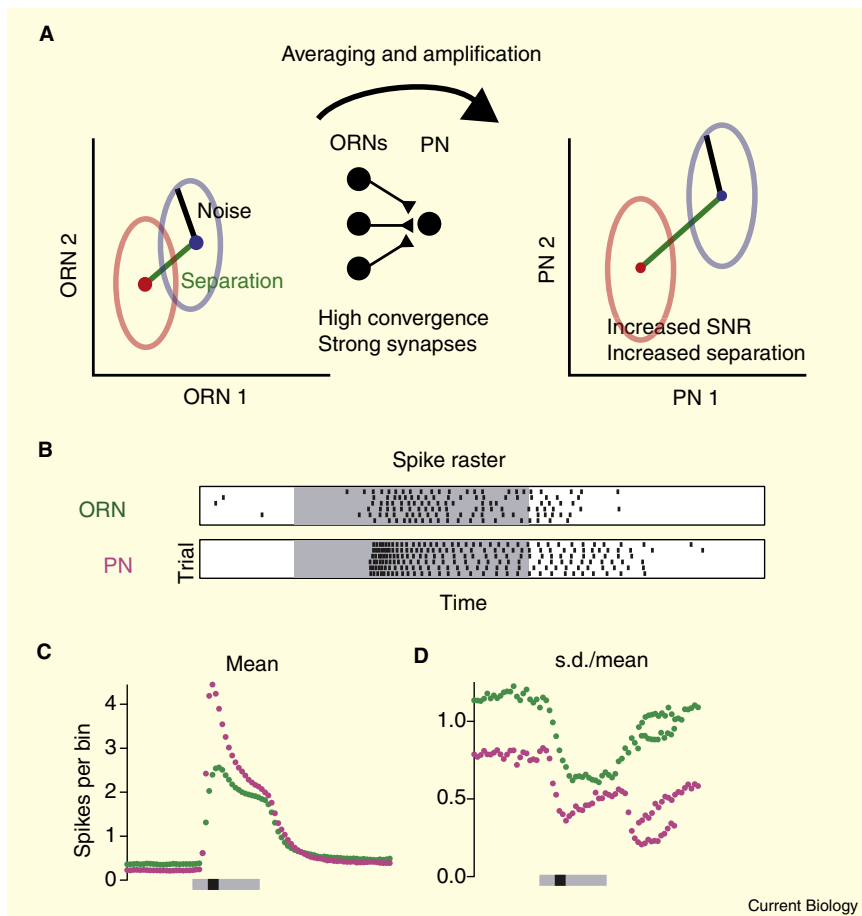 A
Averaging and amplification
ORNs PN
Noise
Separation
ORN 2
ORN 1
High convergence
Strong synapses
PN 2
Increased SNR
Increased separation
PN 1
B
Spike raster
ORN
PN
Trial
Time
C
Mean
Spikes per bin
4
3
2
1
0
D
s.d./mean
1.0
0.5
0.0
Current Biology